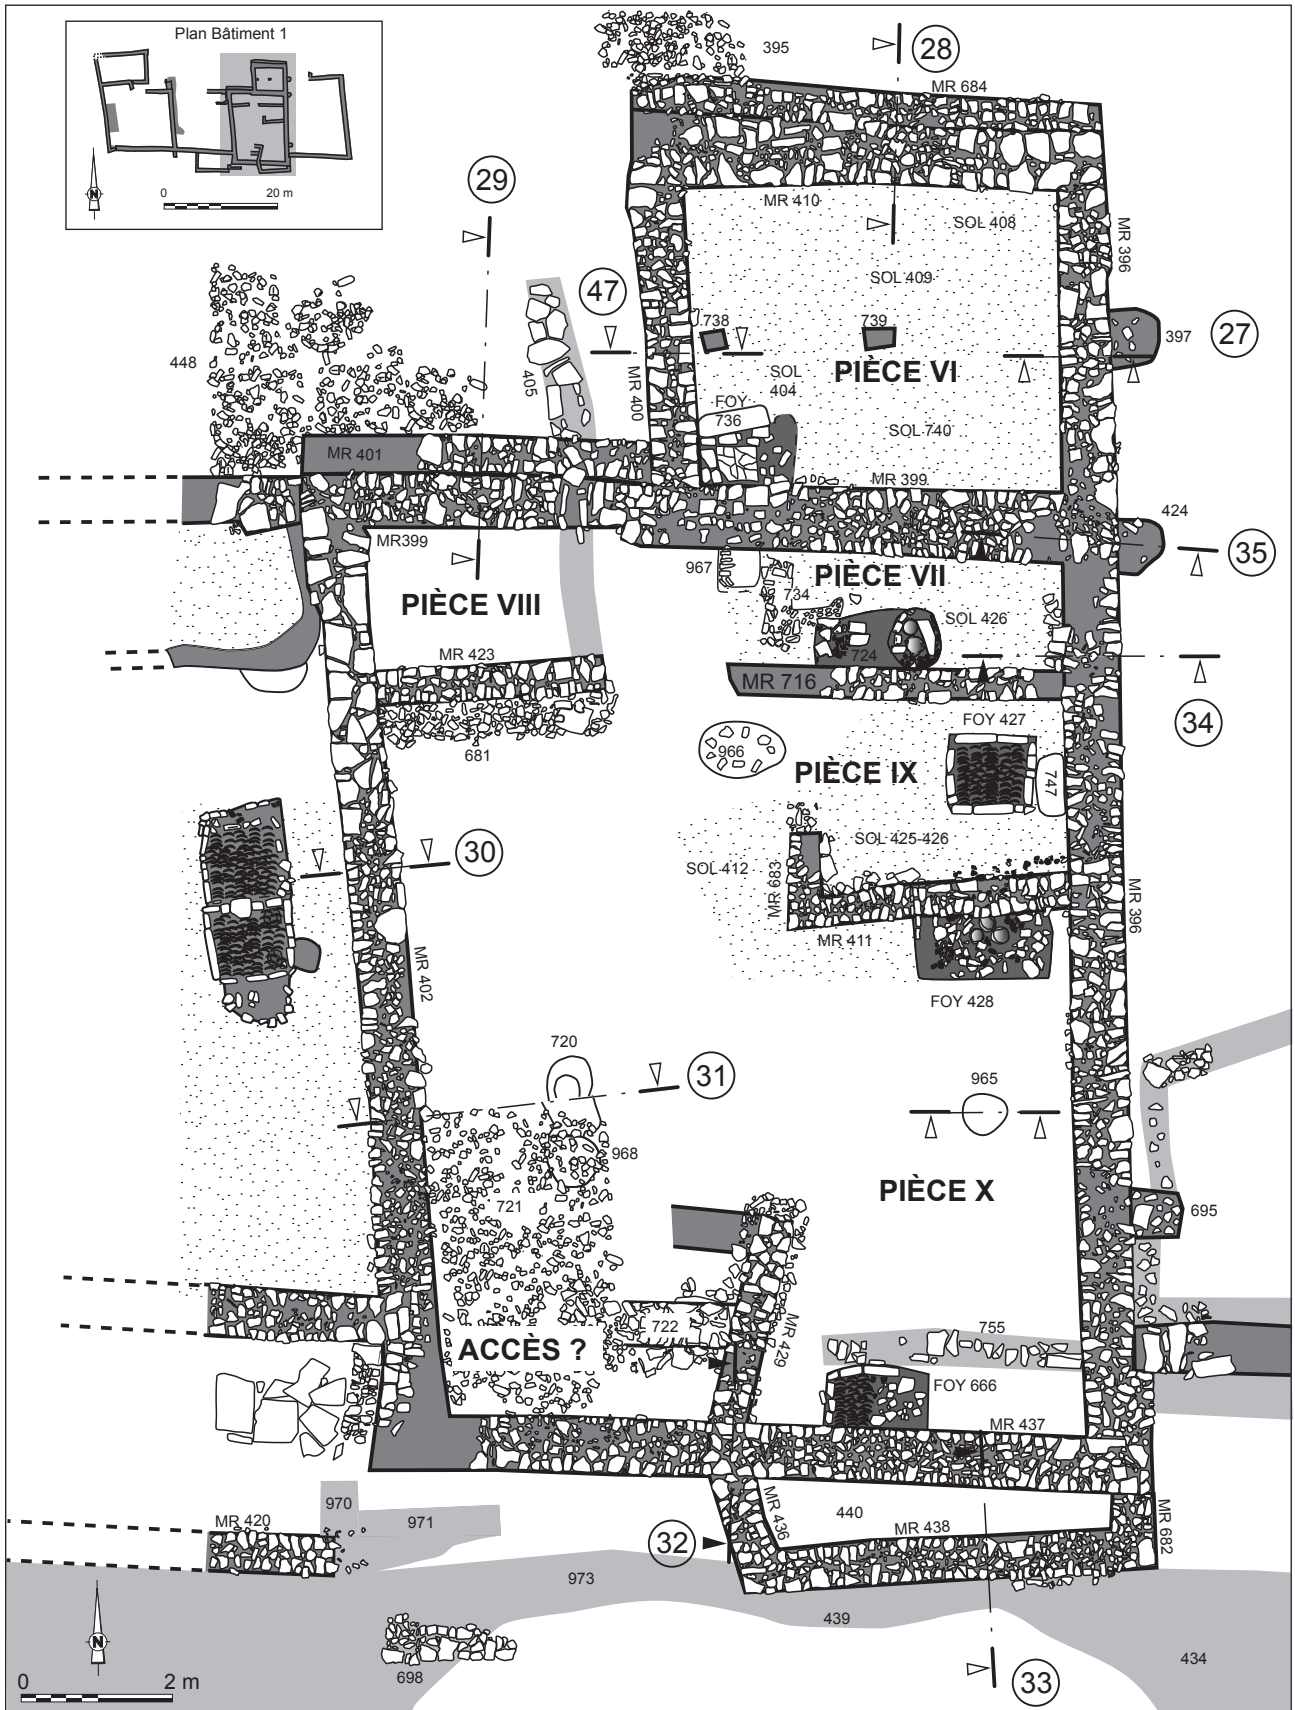 Plan Bâtiment 1
N
0
20 m
395
28
MR 684
29
MR 410
SOL 408
MR 396
SOL 409
47
738
739
397
27
448
405
MR 400
SOL
404
PIÈCE VI
FOY
736
SOL 740
MR 401
MR 399
424
MR399
967
PIÈCE VII
35
734
PIÈCE VIII
SOL 426
MR 423
724
MR 716
34
681
966
FOY 427
PIÈCE IX
747
30
SOL 425-426
SOL 412
MR 683
MR 396
MR 411
MR 402
FOY 428
720
31
965
968
721
PIÈCE X
695
722
MR 429
755
ACCÈS ?
FOY 666
MR 437
970
971
MR 420
MR 436
440
MR 438
MR 682
32
973
439
N
434
0
2 m
698
33